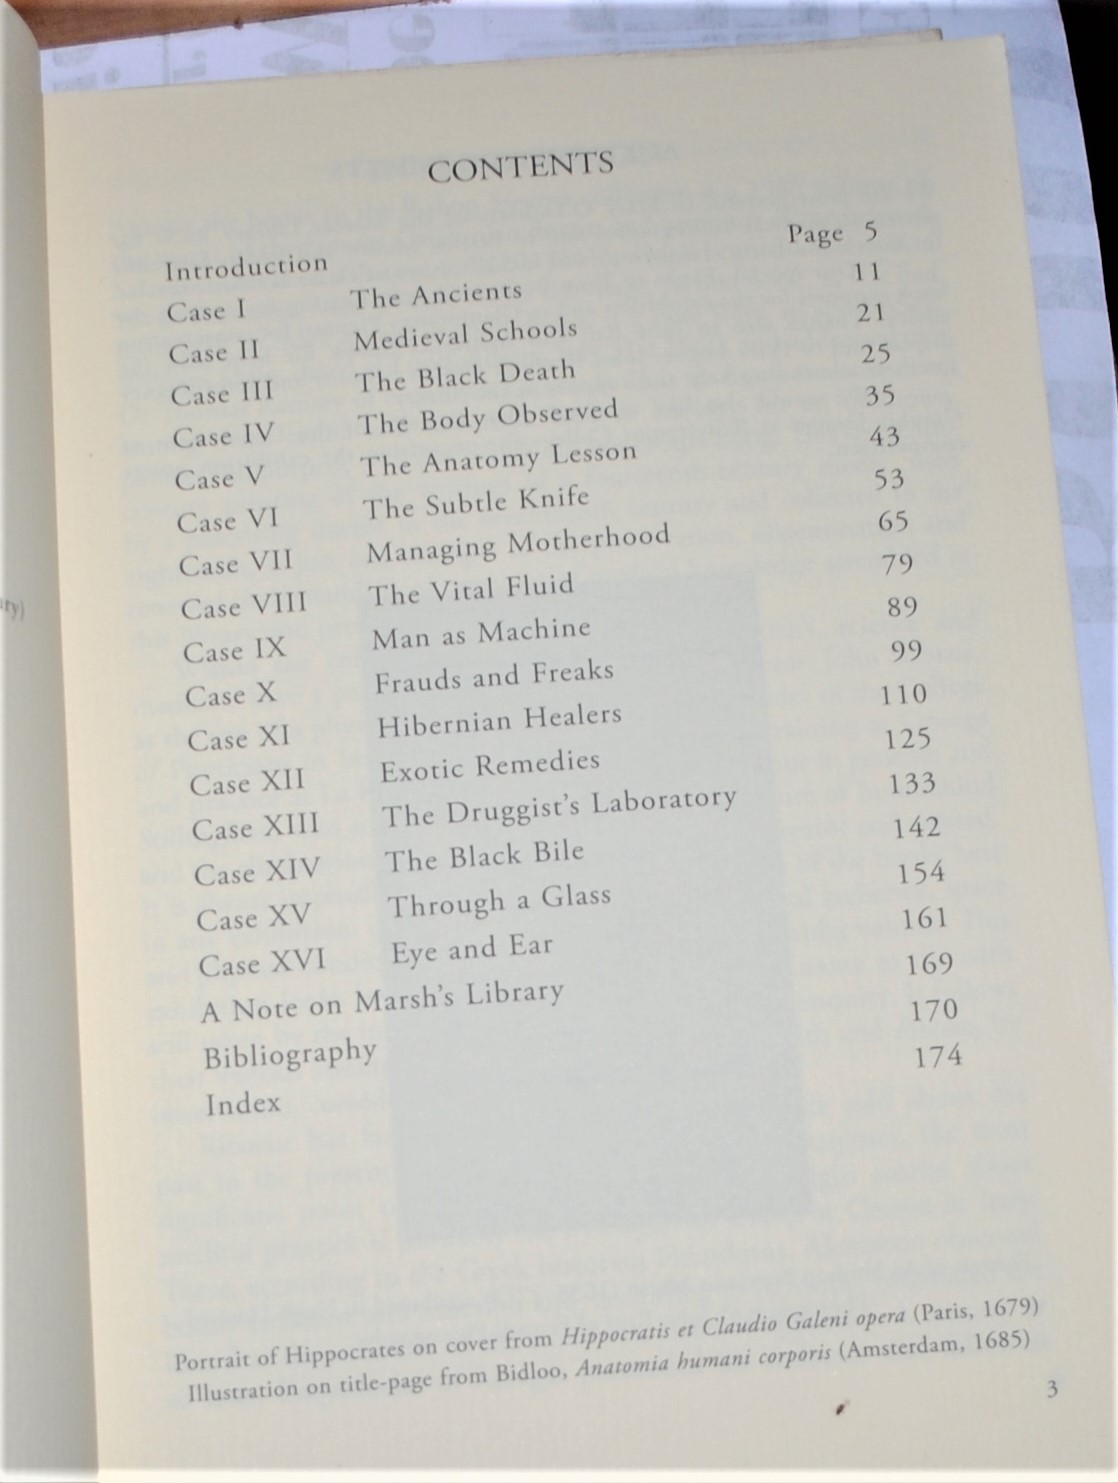 CONTENTS
Introduction Page 5
Case I The Ancients 11
Case II Medieval Schools 21
Case III The Black Death 25
Case IV The Body Observed 35
Case V The Anatomy Lesson 43
Case VI The Subtle Knife 53
Case VII Managing Motherhood 65
Case VIII The Vital Fluid 79
Case IX Man as Machine 89
Case X Frauds and Freaks 99
Case XI Hibernian Healers 110
Case XII Exotic Remedies 125
Case XIII The Druggist's Laboratory 133
Case XIV The Black Bile 142
Case XV Through a Glass 154
Case XVI Eye and Ear 161
A Note on Marsh's Library 169
Bibliography 170
Index 174
Portrait of Hippocrates on cover from Hippocratis et Claudio Galeni opera (Paris, 1679)
Illustration on title-page from Bidloo, Anatomia humani corporis (Amsterdam, 1685)
3